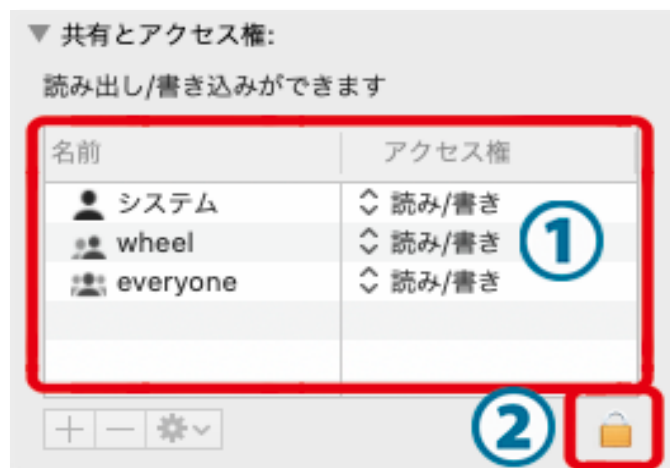 共有とアクセス権:
読み出し/書き込みができます
名前 アクセス権
システム 読み/書き
wheel 読み/書き
everyone 読み/書き
①
②